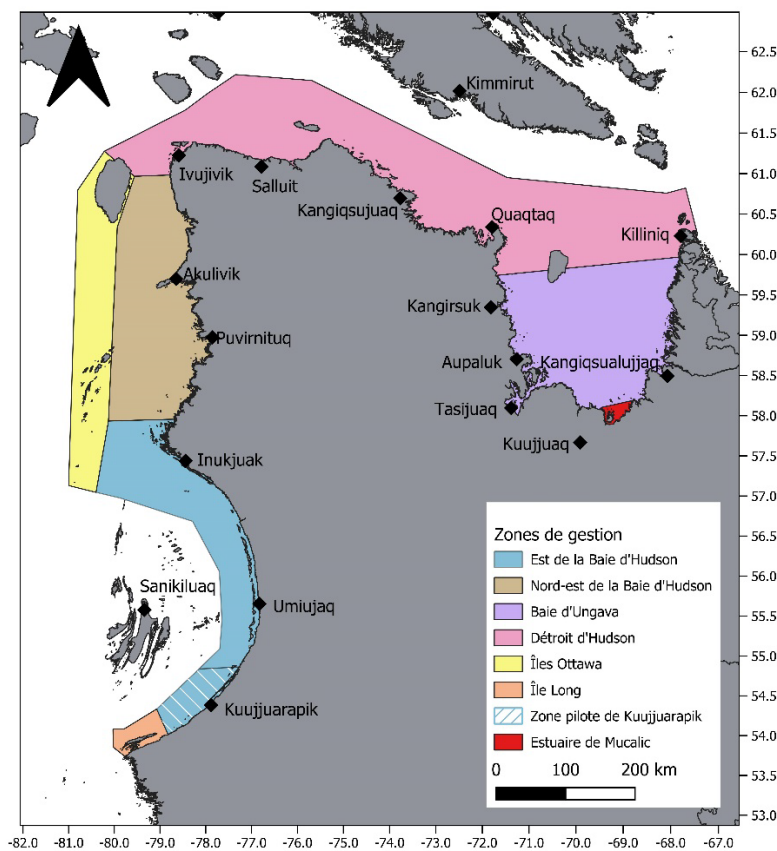 Kimmirut
Ivujivik
Salluit
Kangiqsujuaq
Quaqtaq
Killiniq
Akulivik
Kangirsuk
Puvirnituq
Aupaluk
Kangiqsualujjaq
Tasijuaq
Kuujjuaq
Inukjuak
Sanikiluaq
Umiujaq
Kuujjuarapik
Zones de gestion
Est de la Baie d'Hudson
Nord-est de la Baie d'Hudson
Baie d'Ungava
Détroit d'Hudson
Îles Ottawa
Île Long
Zone pilote de Kuujjuarapik
Estuaire de Mucalic
0 100 200 km
62.5
62.0
61.5
61.0
60.5
60.0
59.5
59.0
58.5
58.0
57.5
57.0
56.5
56.0
55.5
55.0
54.5
54.0
53.5
53.0
-82.0 -81.0 -80.0 -79.0 -78.0 -77.0 -76.0 -75.0 -74.0 -73.0 -72.0 -71.0 -70.0 -69.0 -68.0 -67.0